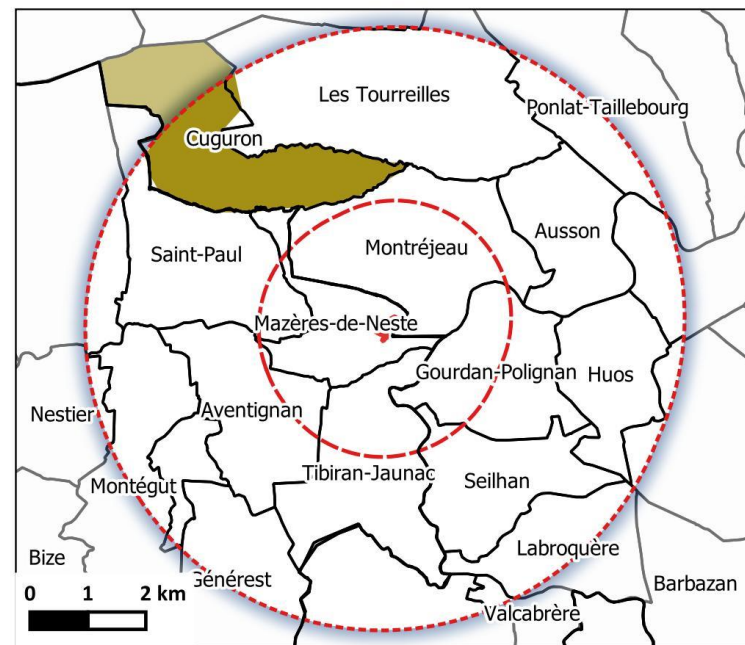 Les Tourreilles
Ponlat-Taillebourg
Cuguron
Ausson
Montréjeau
Saint-Paul
Mazères-de-Neste
Gourdan-Polignan
Huos
Nestier
Aventignan
Tibiran-Jaunac
Seilhan
Montégut
Labroquère
Bize
Générest
Barbazan
Valcabrère
0 1 2 km